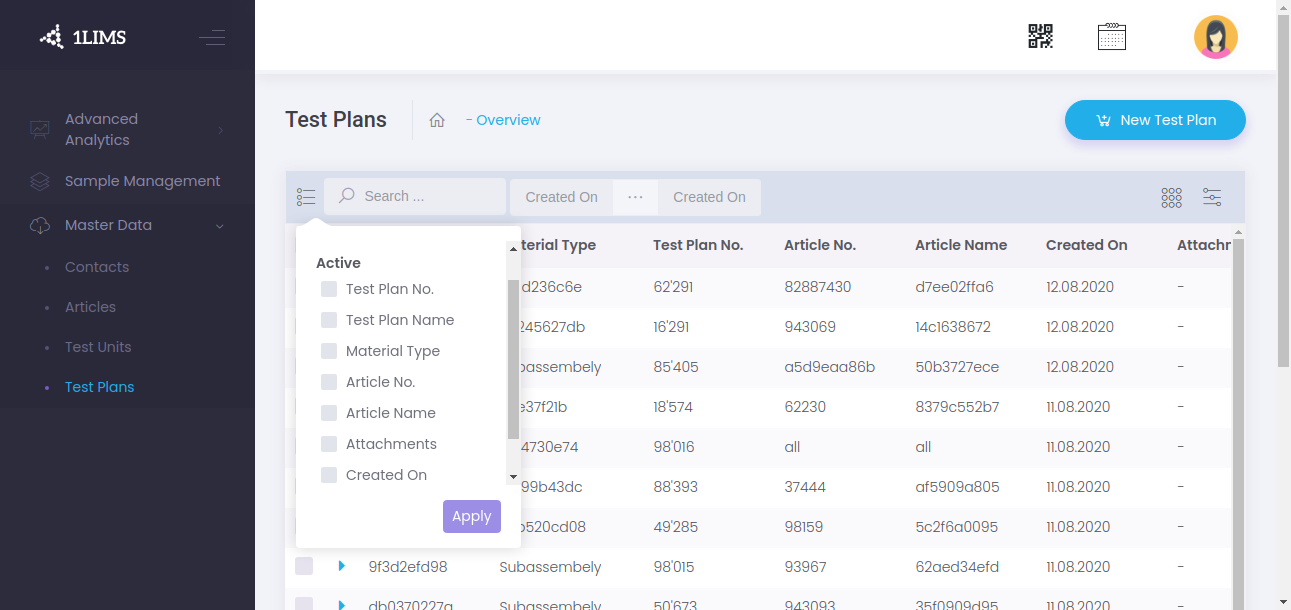 1LIMS
Advanced
Analytics
Sample Management
Master Data
Contacts
Articles
Test Units
Test Plans
Test Plans
- Overview
New Test Plan
Search ...
Created On ... Created On
Active
Test Plan No.
Test Plan Name
Material Type
Article No.
Article Name
Attachments
Created On
Apply
terial Type Test Plan No. Article No. Article Name Created On Attachm
d236c6e 62'291 82887430 d7ee02ffa6 12.08.2020 -
245627db 16'291 943069 14c1638672 12.08.2020 -
bassembely 85'405 a5d9eaa86b 50b3727ece 12.08.2020 -
e37f21b 18'574 62230 8379c552b7 11.08.2020 -
4730e74 98'016 all all 11.08.2020 -
99b43dc 88'393 37444 af5909a805 11.08.2020 -
b520cd08 49'285 98159 5c2f6a0095 11.08.2020 -
9f3d2efd98 Subassembely 98'015 93967 62aed34efd 11.08.2020 -
db0370227a Subassembely 50'673 943093 35f0909d95 11.08.2020 -